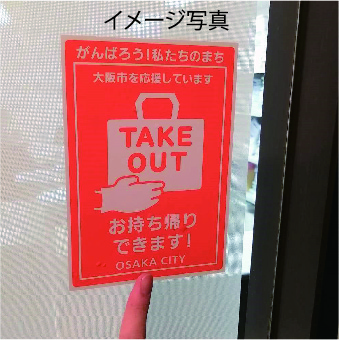 イメージ写真
がんばろう!私たちのまち
大阪市を応援しています
TAKE
OUT
お持ち帰り
できます!
OSAKA CITY